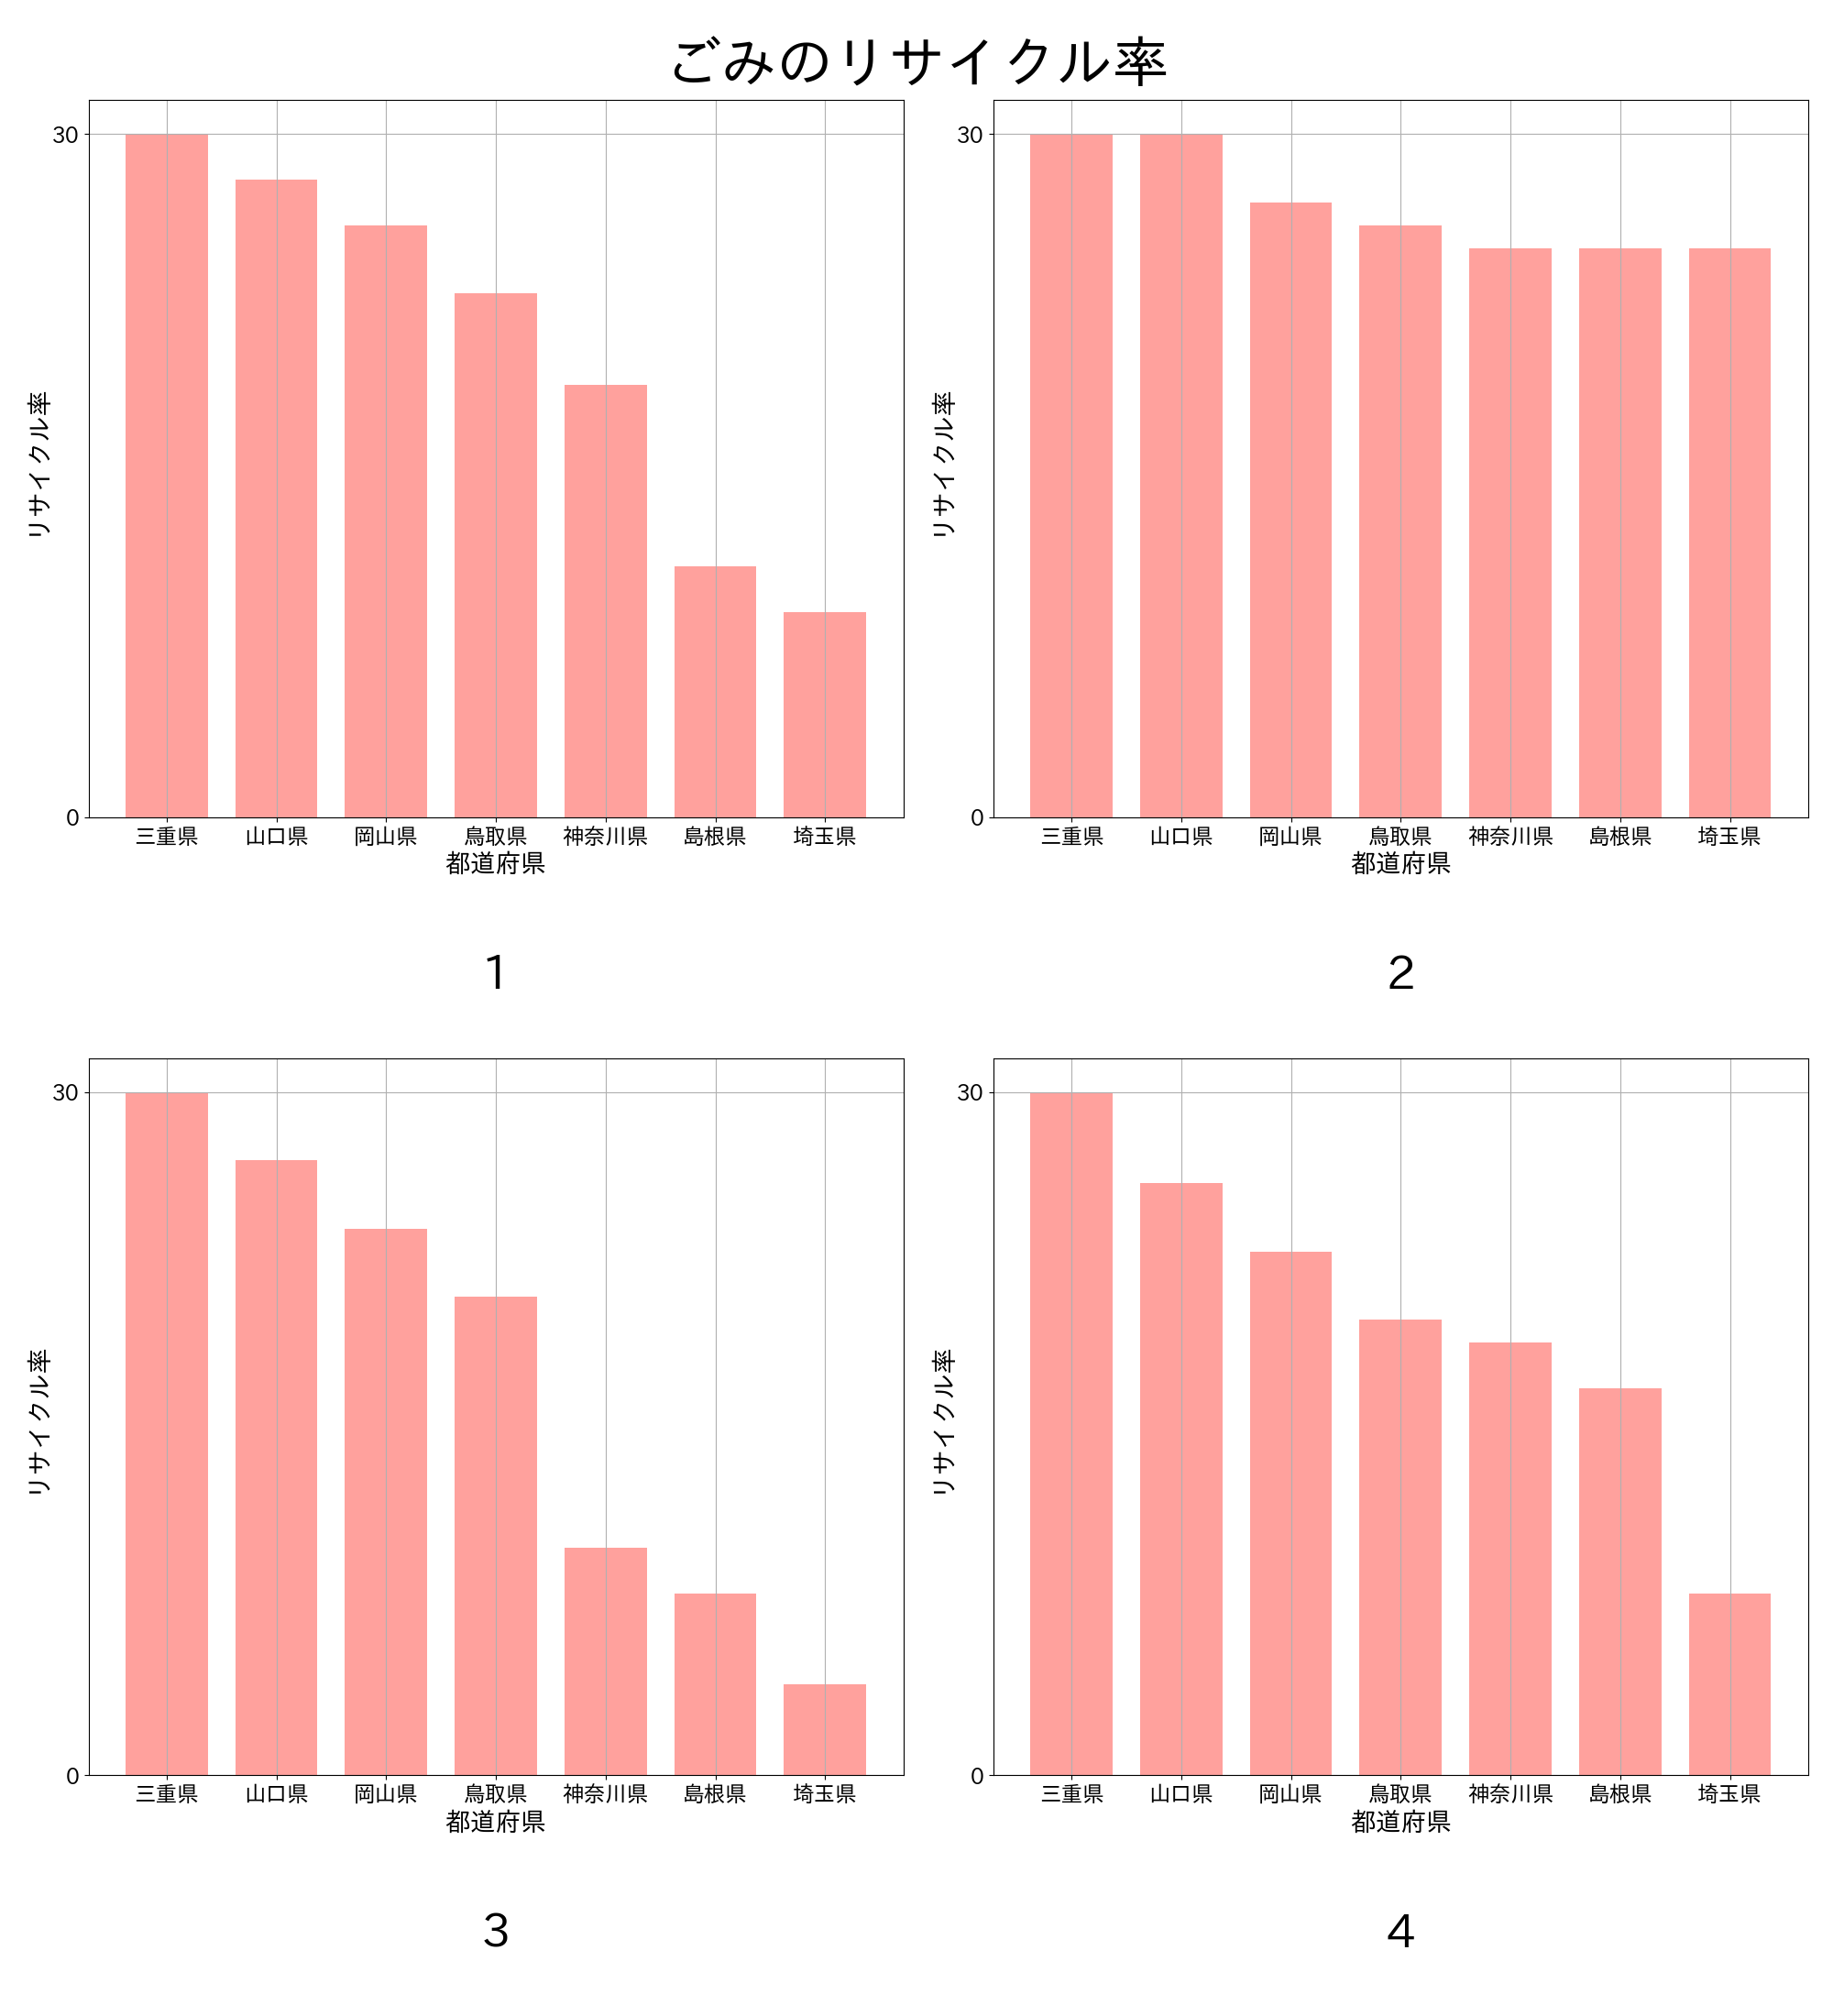 ごみのリサイクル率
30
0
リサイクル率
三重県 山口県 岡山県 鳥取県 神奈川県 島根県 埼玉県
都道府県
1
30
0
リサイクル率
三重県 山口県 岡山県 鳥取県 神奈川県 島根県 埼玉県
都道府県
2
30
0
リサイクル率
三重県 山口県 岡山県 鳥取県 神奈川県 島根県 埼玉県
都道府県
3
30
0
リサイクル率
三重県 山口県 岡山県 鳥取県 神奈川県 島根県 埼玉県
都道府県
4